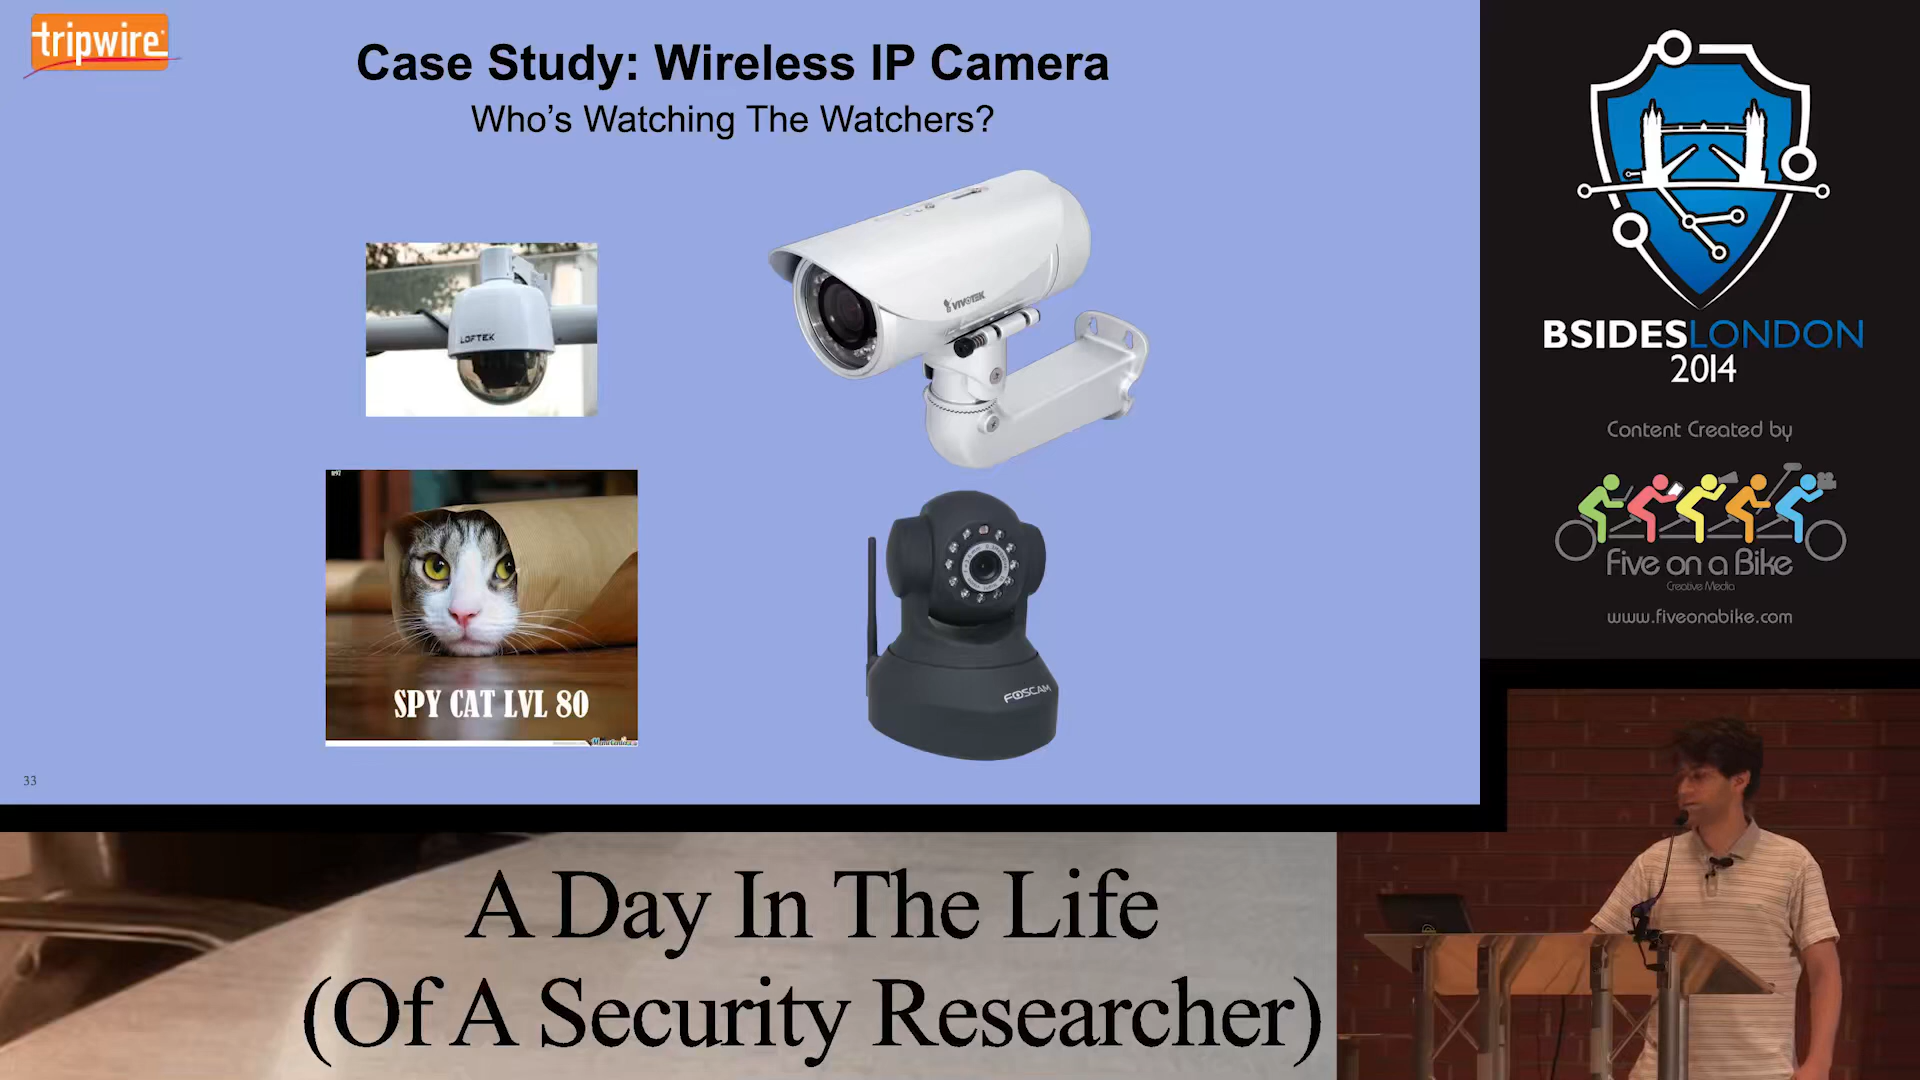 tripwire
Case Study: Wireless IP Camera
Who's Watching The Watchers?
LOFTEK
VIVOTEK
SPY CAT LVL 80
FOSCAM
33
BSIDESLONDON
2014
Content Created by
Five on a Bike
Creative Media
www.fiveonabike.com
A Day In The Life
(Of A Security Researcher)